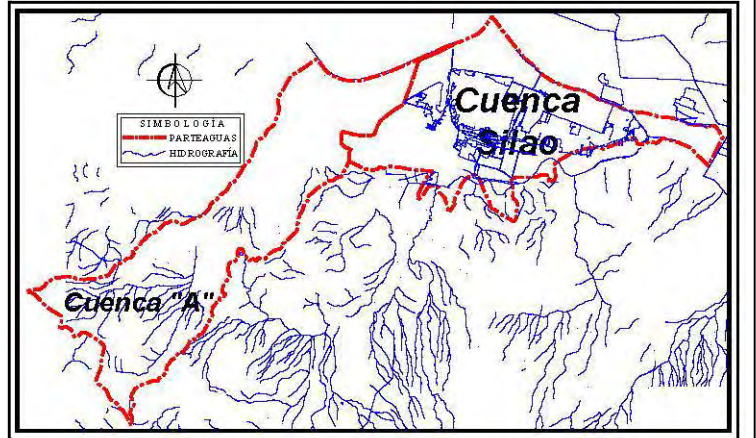 Cuenca
Silao
SIMBOLOGÍA
PARTEAGUAS
HIDROGRAFÍA
Cuenca "A"